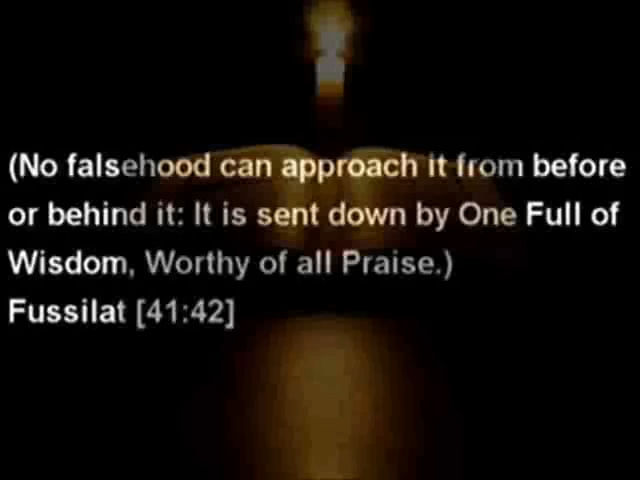 (No falsehood can approach it from before
or behind it: It is sent down by One Full of
Wisdom, Worthy of all Praise.)
Fussilat [41:42]